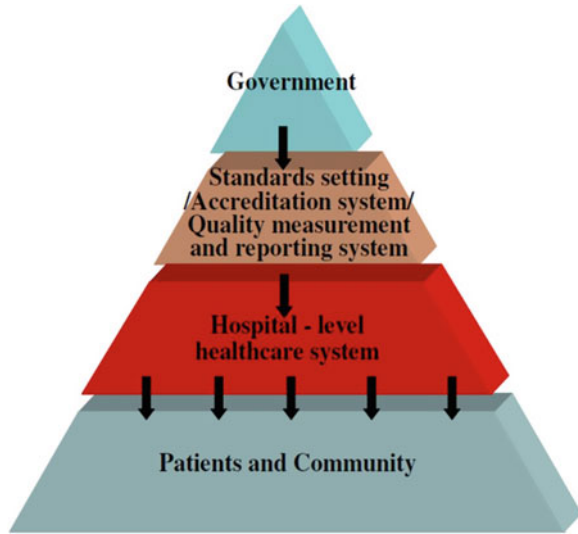 Government
Standards setting
/Accreditation system/
Quality measurement
and reporting system
Hospital - level
healthcare system
Patients and Community